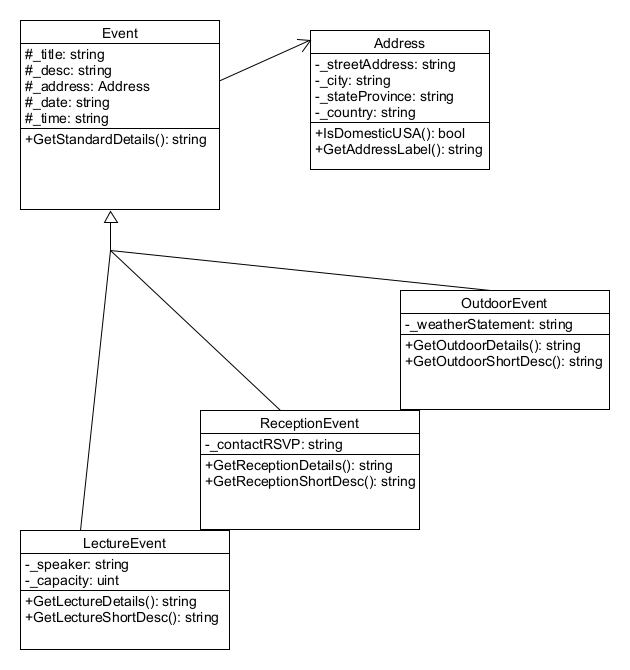 Event
#_title: string
#_desc: string
#_address: Address
#_date: string
#_time: string
+GetStandardDetails(): string
Address
-_streetAddress: string
-_city: string
-_stateProvince: string
-_country: string
+IsDomesticUSA(): bool
+GetAddressLabel(): string
OutdoorEvent
-_weatherStatement: string
+GetOutdoorDetails(): string
+GetOutdoorShortDesc(): string
ReceptionEvent
-_contactRSVP: string
+GetReceptionDetails(): string
+GetReceptionShortDesc(): string
LectureEvent
-_speaker: string
-_capacity: uint
+GetLectureDetails(): string
+GetLectureShortDesc(): string